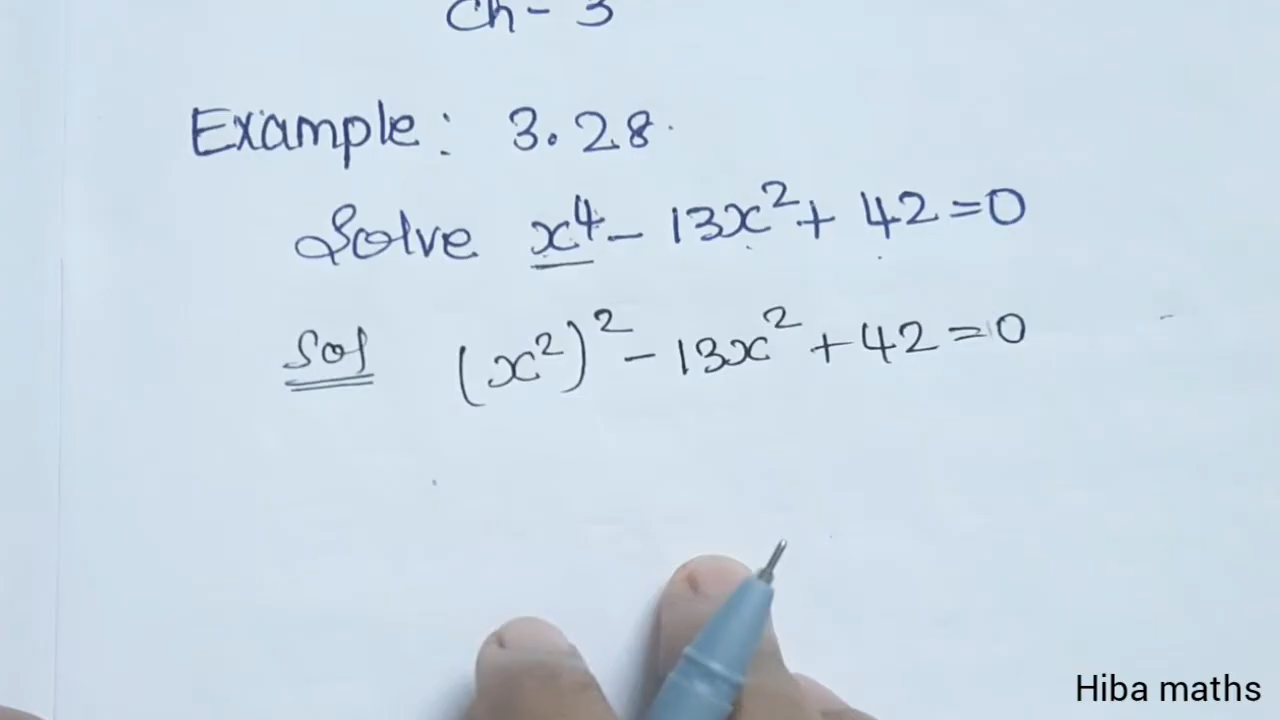 Ch - 3
Example: 3.28.
Solve x⁴ - 13x² + 42 = 0
Sol (x²)² - 13x² + 42 = 0
Hiba maths